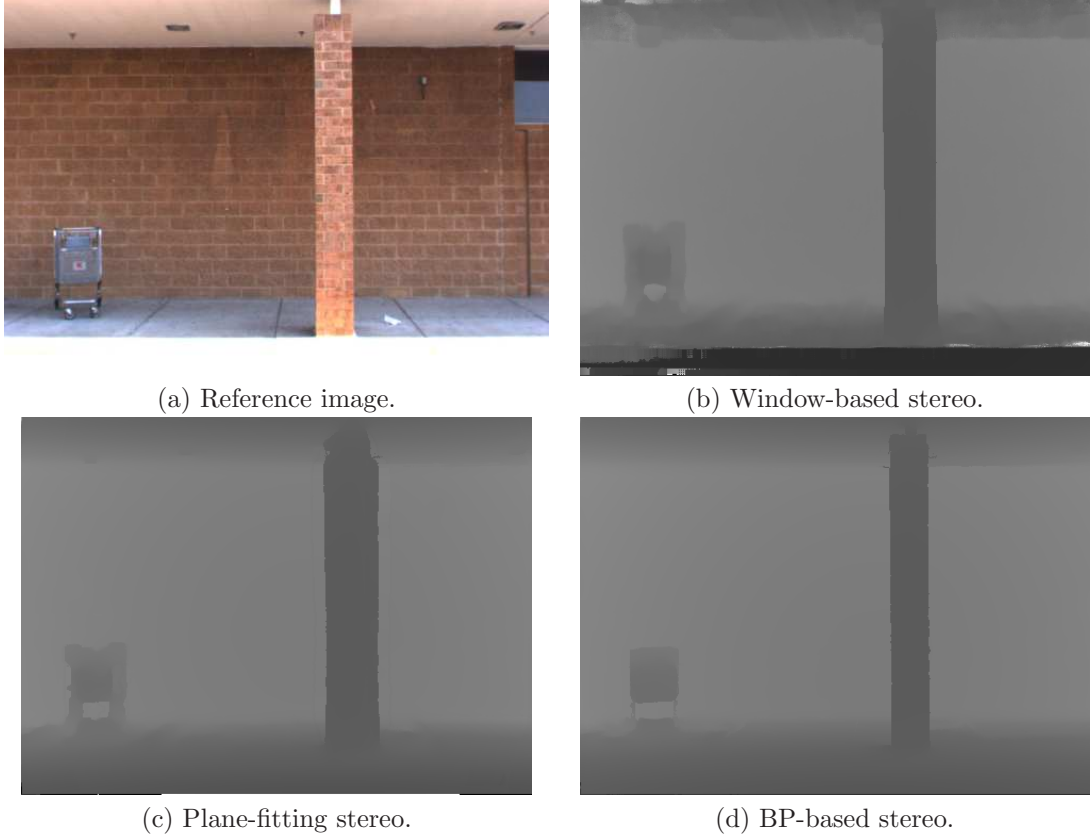 (a) Reference image.
(b) Window-based stereo.
(c) Plane-fitting stereo.
(d) BP-based stereo.